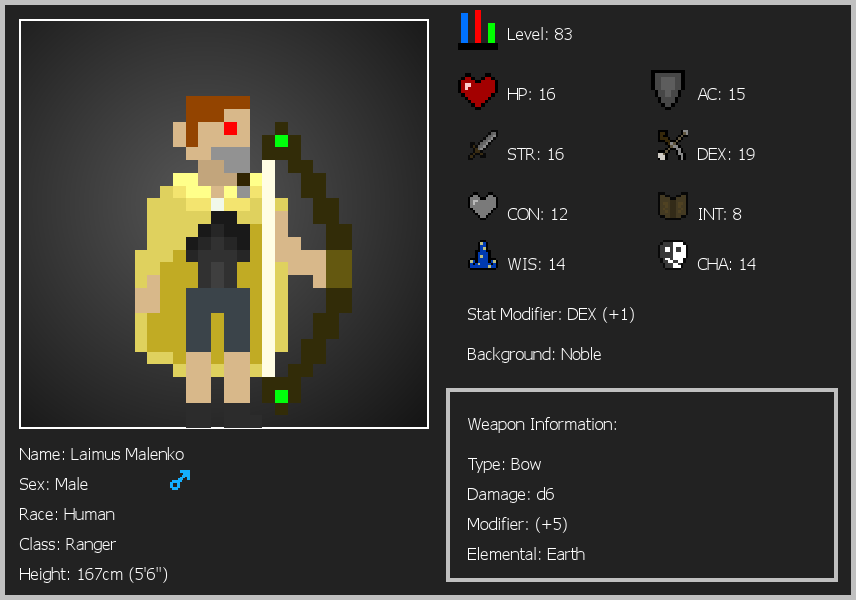 Level: 83
HP: 16
AC: 15
STR: 16
DEX: 19
CON: 12
INT: 8
WIS: 14
CHA: 14
Stat Modifier: DEX (+1)
Background: Noble
Weapon Information:
Type: Bow
Damage: d6
Modifier: (+5)
Elemental: Earth
Name: Laimus Malenko
Sex: Male
Race: Human
Class: Ranger
Height: 167cm (5'6")